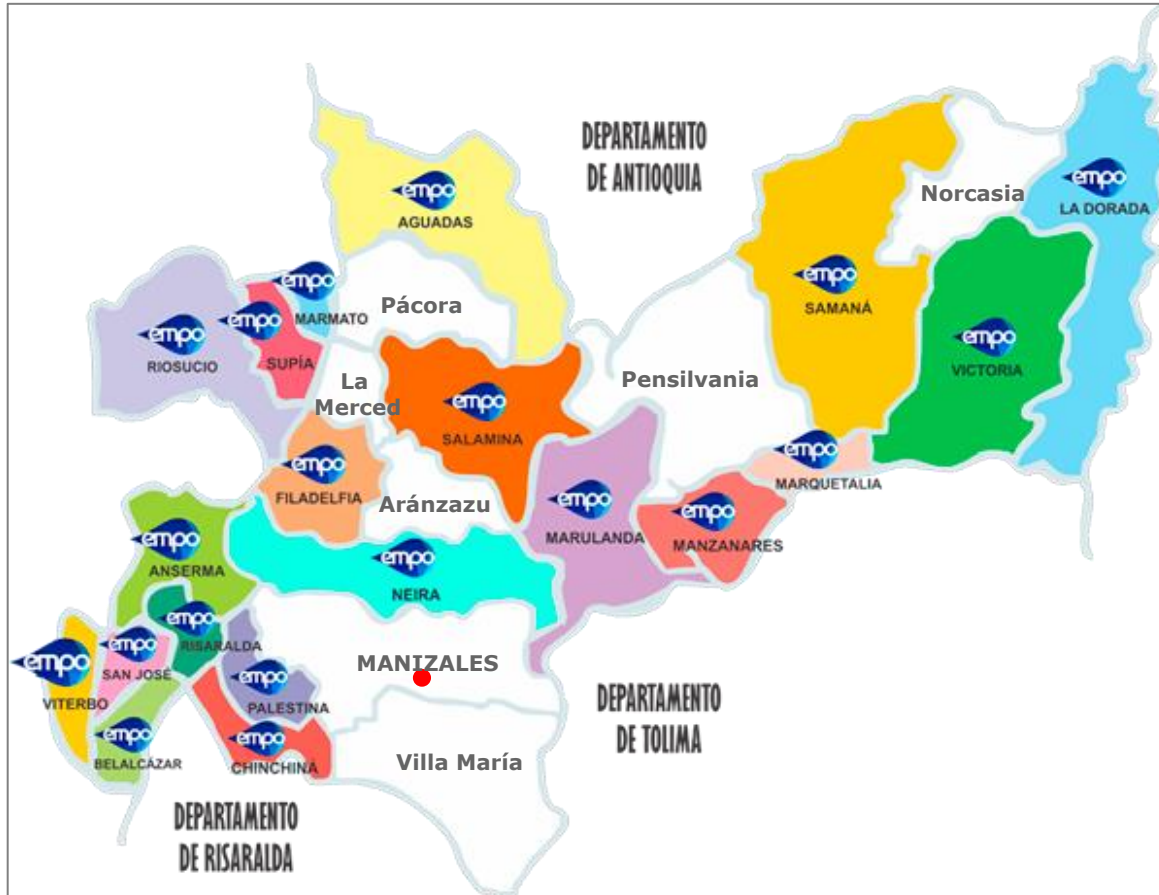 DEPARTAMENTO
DE ANTIOQUIA
empo
AGUADAS
Norcasia
empo
LA DORADA
empo
SAMANÁ
empo
MARMATO
Pácora
empo
SUPÍA
empo
RIOSUCIO
empo
VICTORIA
La
Merced
Pensilvania
empo
SALAMINA
empo
MARQUETALIA
empo
FILADELFIA
Aránzazu
empo
MARULANDA
empo
MANZANARES
empo
ANSERMA
empo
NEIRA
empo
RISARALDA
empo
SAN JOSÉ
empo
VITERBO
MANIZALES
empo
PALESTINA
DEPARTAMENTO
DE TOLIMA
empo
BELALCÁZAR
empo
CHINCHINA
Villa María
DEPARTAMENTO
DE RISARALDA